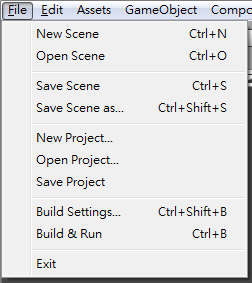 File Edit Assets GameObject Compo
New Scene Ctrl+N
Open Scene Ctrl+O
Save Scene Ctrl+S
Save Scene as... Ctrl+Shift+S
New Project...
Open Project...
Save Project
Build Settings... Ctrl+Shift+B
Build & Run Ctrl+B
Exit